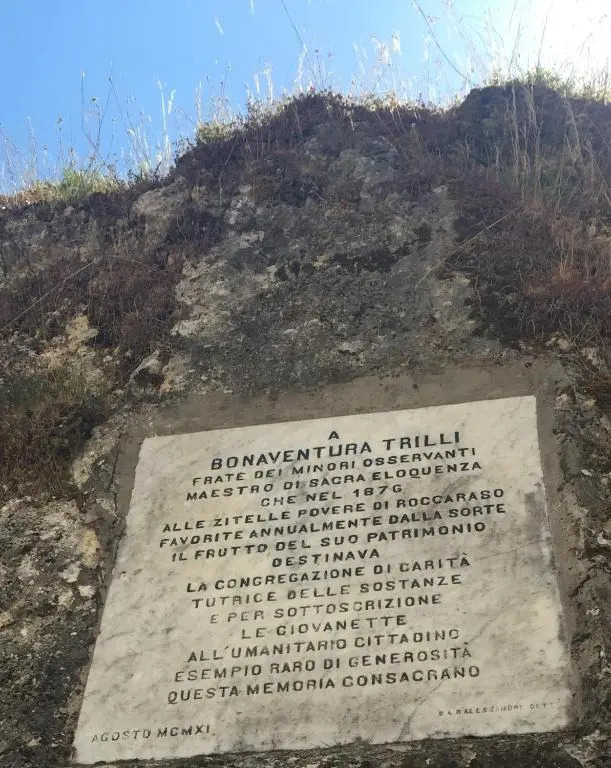 A
BONAVENTURA TRILLI
FRATE DEI MINORI OSSERVANTI
MAESTRO DI SACRA ELOQUENZA
CHE NEL 1876
ALLE ZITELLE POVERE DI ROCCARASO
FAVORITE ANNUALMENTE DALLA SORTE
IL FRUTTO DEL SUO PATRIMONIO
DESTINAVA
LA CONGREGAZIONE DI CARITÀ
TUTRICE DELLE SOSTANZE
E PER SOTTOSCRIZIONE
LE GIOVANETTE
ALL'UMANITARIO CITTADINO
ESEMPIO RARO DI GENEROSITÀ
QUESTA MEMORIA CONSACRANO
AGOSTO MCMXI